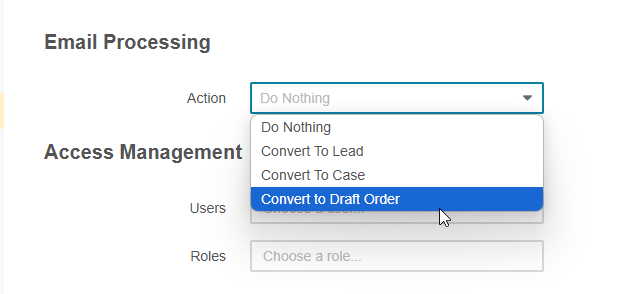 Email Processing
Action
Do Nothing
Do Nothing
Convert To Lead
Access Management
Convert To Case
Convert to Draft Order
Users
Roles
Choose a role...